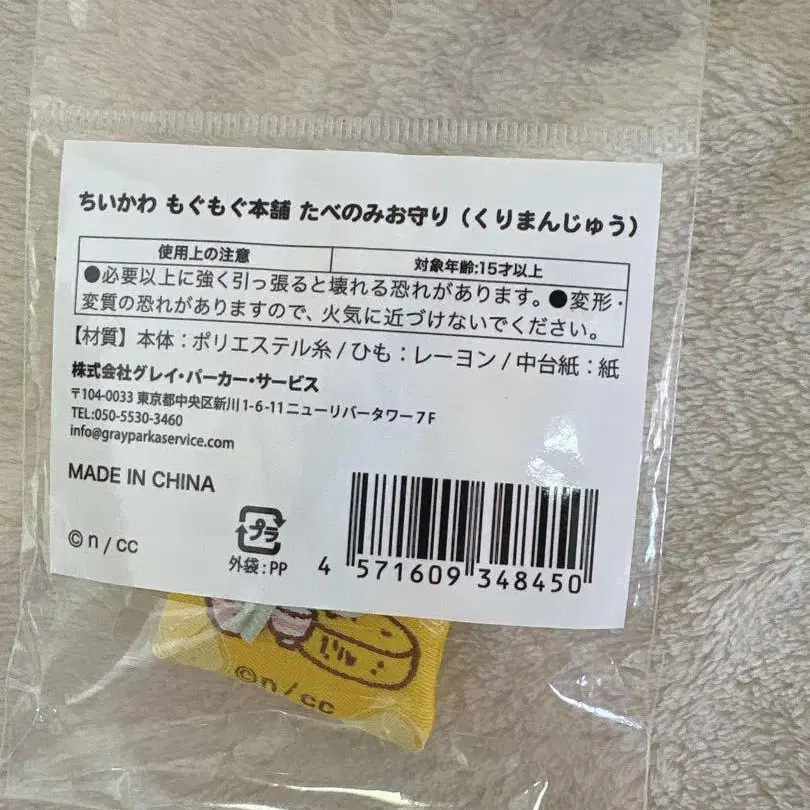 ちいかわ もぐもぐ本舗 たべのみお守り（くりまんじゅう）
使用上の注意
対象年齢:15才以上
●必要以上に強く引っ張ると壊れる恐れがあります。●変形・
変質の恐れがありますので、火気に近づけないでください。
【材質】本体：ポリエステル糸/ひも：レーヨン/中台紙：紙
株式会社グレイ・パーカー・サービス
〒104-0033 東京都中央区新川1-6-11ニューリバータワー7F
TEL:050-5530-3460
info@grayparkaservice.com
MADE IN CHINA
©n/cc
プラ
外袋:PP
4 571609 348450
©n/cc